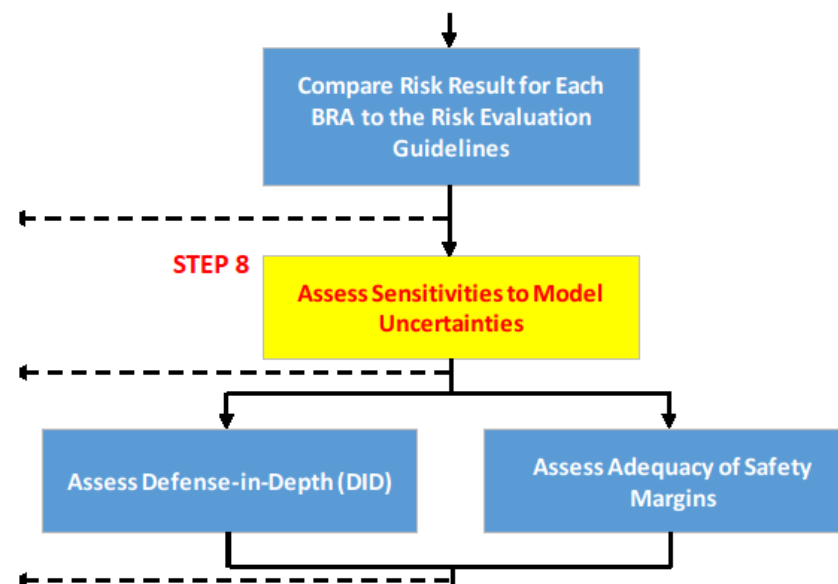 Compare Risk Result for Each
BRA to the Risk Evaluation
Guidelines
STEP 8
Assess Sensitivities to Model
Uncertainties
Assess Defense-in-Depth (DID)
Assess Adequacy of Safety
Margins